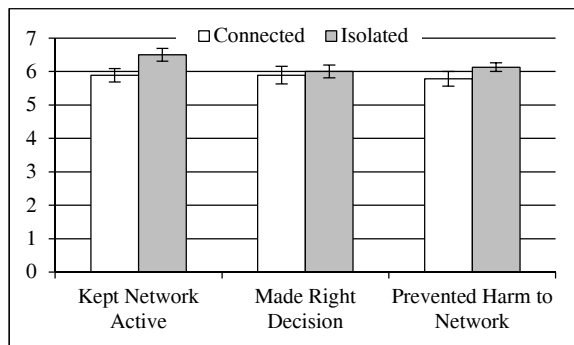 7
6
5
4
3
2
1
0
Connected Isolated
Kept Network Made Right Prevented Harm to
Active Decision Network